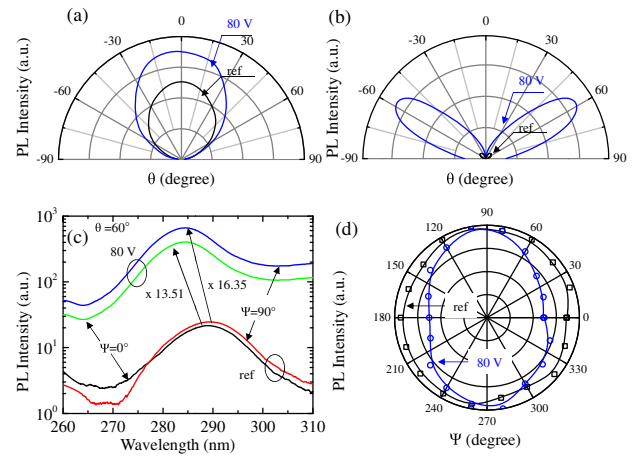 (a)
0
80 V
-30
30
ref
-60
60
-90
90
PL Intensity (a.u.)
θ (degree)
(b)
0
-30
30
80 V
-60
60
ref
-90
90
PL Intensity (a.u.)
θ (degree)
(c)
θ =60°
80 V
x 13.51
x 16.35
Ψ=0°
Ψ=90°
ref
10³
10²
10¹
10⁰
260 270 280 290 300 310
PL Intensity (a.u.)
Wavelength (nm)
(d)
90
120
60
150
180
0
210
330
240
300
270
ref
80 V
PL Intensity (a.u.)
Ψ (degree)